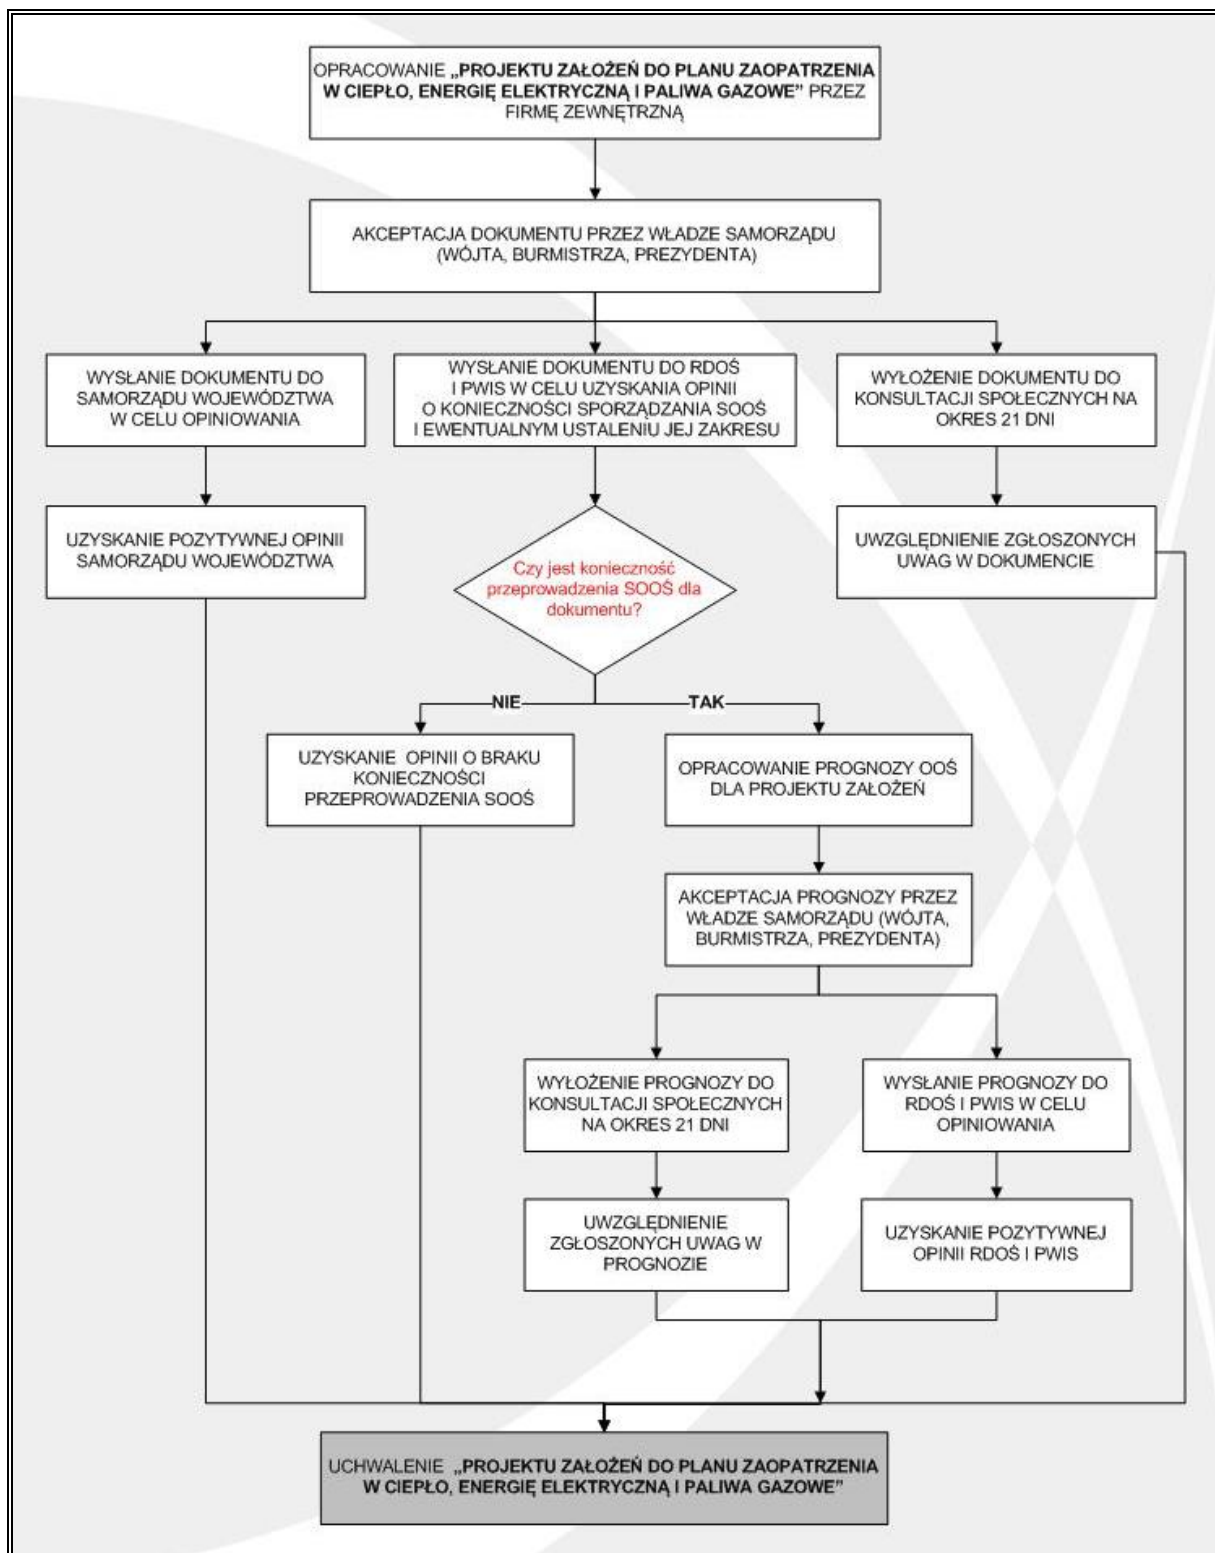 OPRACOWANIE „PROJEKTU ZAŁOŻEŃ DO PLANU ZAOPATRZENIA
W CIEPŁO, ENERGIĘ ELEKTRYCZNĄ I PALIWA GAZOWE” PRZEZ
FIRMĘ ZEWNĘTRZNĄ
AKCEPTACJA DOKUMENTU PRZEZ WŁADZE SAMORZĄDU
(WÓJTA, BURMISTRZA, PREZYDENTA)
WYSŁANIE DOKUMENTU DO
SAMORZĄDU WOJEWÓDZTWA
W CELU OPINIOWANIA
WYSŁANIE DOKUMENTU DO RDOŚ
I PWIS W CELU UZYSKANIA OPINII
O KONIECZNOŚCI SPORZĄDZANIA SOOŚ
I EWENTUALNYM USTALENIU JEJ ZAKRESU
WYŁOŻENIE DOKUMENTU DO
KONSULTACJI SPOŁECZNYCH NA
OKRES 21 DNI
UZYSKANIE POZYTYWNEJ OPINII
SAMORZĄDU WOJEWÓDZTWA
Czy jest konieczność
przeprowadzenia SOOŚ dla
dokumentu?
UWZGLĘDNIENIE ZGŁOSZONYCH
UWAG W DOKUMENCIE
NIE
TAK
UZYSKANIE OPINII O BRAKU
KONIECZNOŚCI
PRZEPROWADZENIA SOOŚ
OPRACOWANIE PROGNOZY OOŚ
DLA PROJEKTU ZAŁOŻEŃ
AKCEPTACJA PROGNOZY PRZEZ
WŁADZE SAMORZĄDU (WÓJTA,
BURMISTRZA, PREZYDENTA)
WYŁOŻENIE PROGNOZY DO
KONSULTACJI SPOŁECZNYCH
NA OKRES 21 DNI
WYSŁANIE PROGNOZY DO
RDOŚ I PWIS W CELU
OPINIOWANIA
UWZGLĘDNIENIE
ZGŁOSZONYCH UWAG W
PROGNOZIE
UZYSKANIE POZYTYWNEJ
OPINII RDOŚ I PWIS
UCHWALENIE „PROJEKTU ZAŁOŻEŃ DO PLANU ZAOPATRZENIA
W CIEPŁO, ENERGIĘ ELEKTRYCZNĄ I PALIWA GAZOWE”